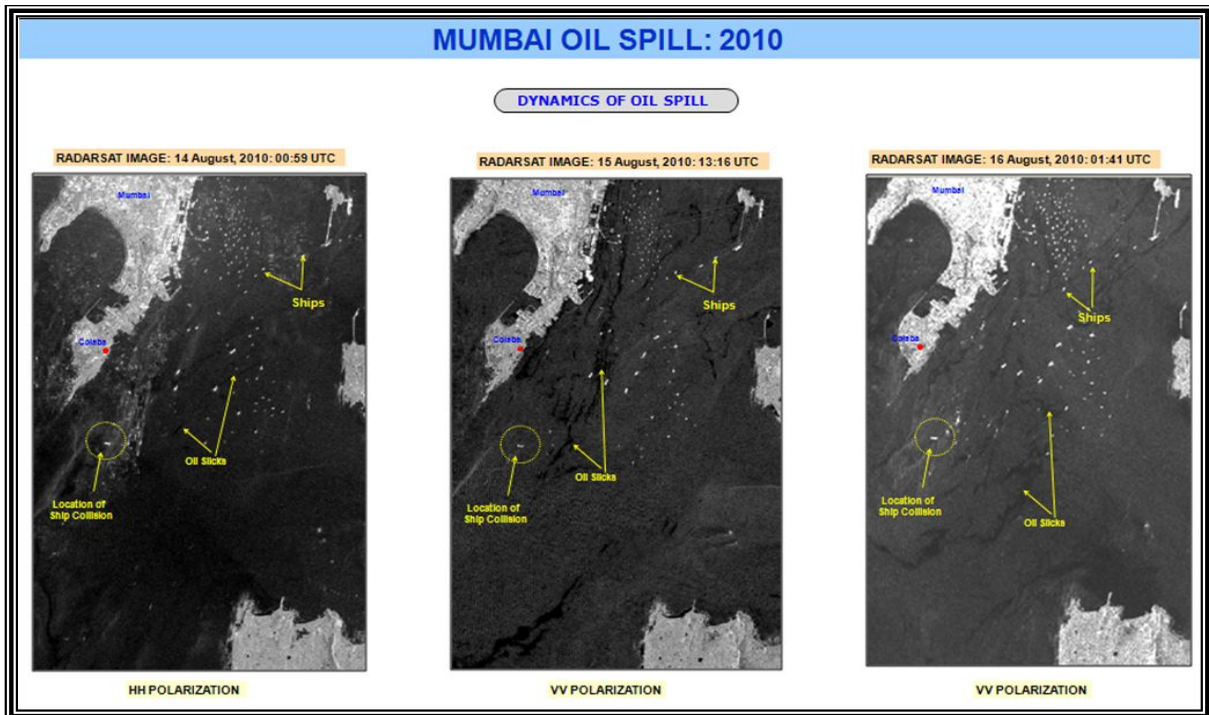 MUMBAI OIL SPILL: 2010
DYNAMICS OF OIL SPILL
RADARSAT IMAGE: 14 August, 2010: 00:59 UTC
Mumbai
Ships
Colaba
Oil Slicks
Location of
Ship Collision
HH POLARIZATION
RADARSAT IMAGE: 15 August, 2010: 13:16 UTC
Mumbai
Ships
Colaba
Oil Slicks
Location of
Ship Collision
VV POLARIZATION
RADARSAT IMAGE: 16 August, 2010: 01:41 UTC
Mumbai
Ships
Colaba
Location of
Ship Collision
Oil Slicks
VV POLARIZATION